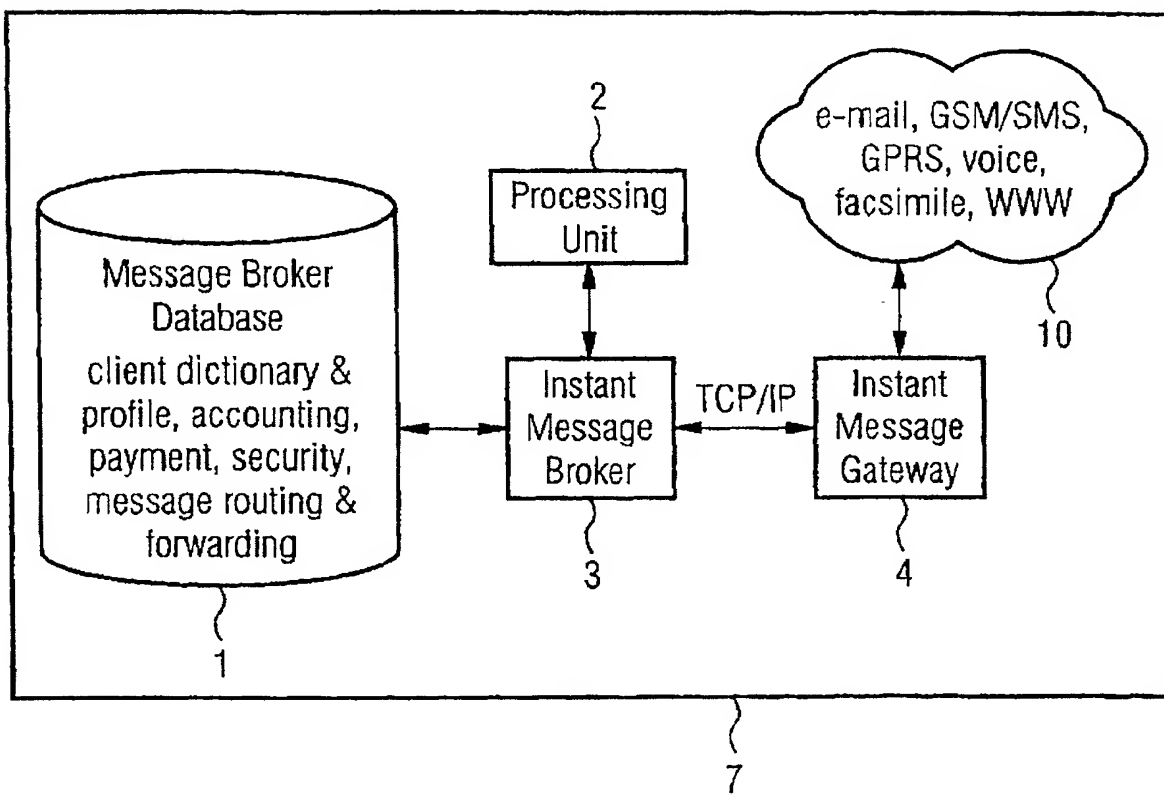 Message Broker
Database
client dictionary &
profile, accounting,
payment, security,
message routing &
forwarding
1
2
Processing
Unit
Instant
Message
Broker
3
TCP/IP
Instant
Message
Gateway
4
e-mail, GSM/SMS,
GPRS, voice,
facsimile, WWW
10
7